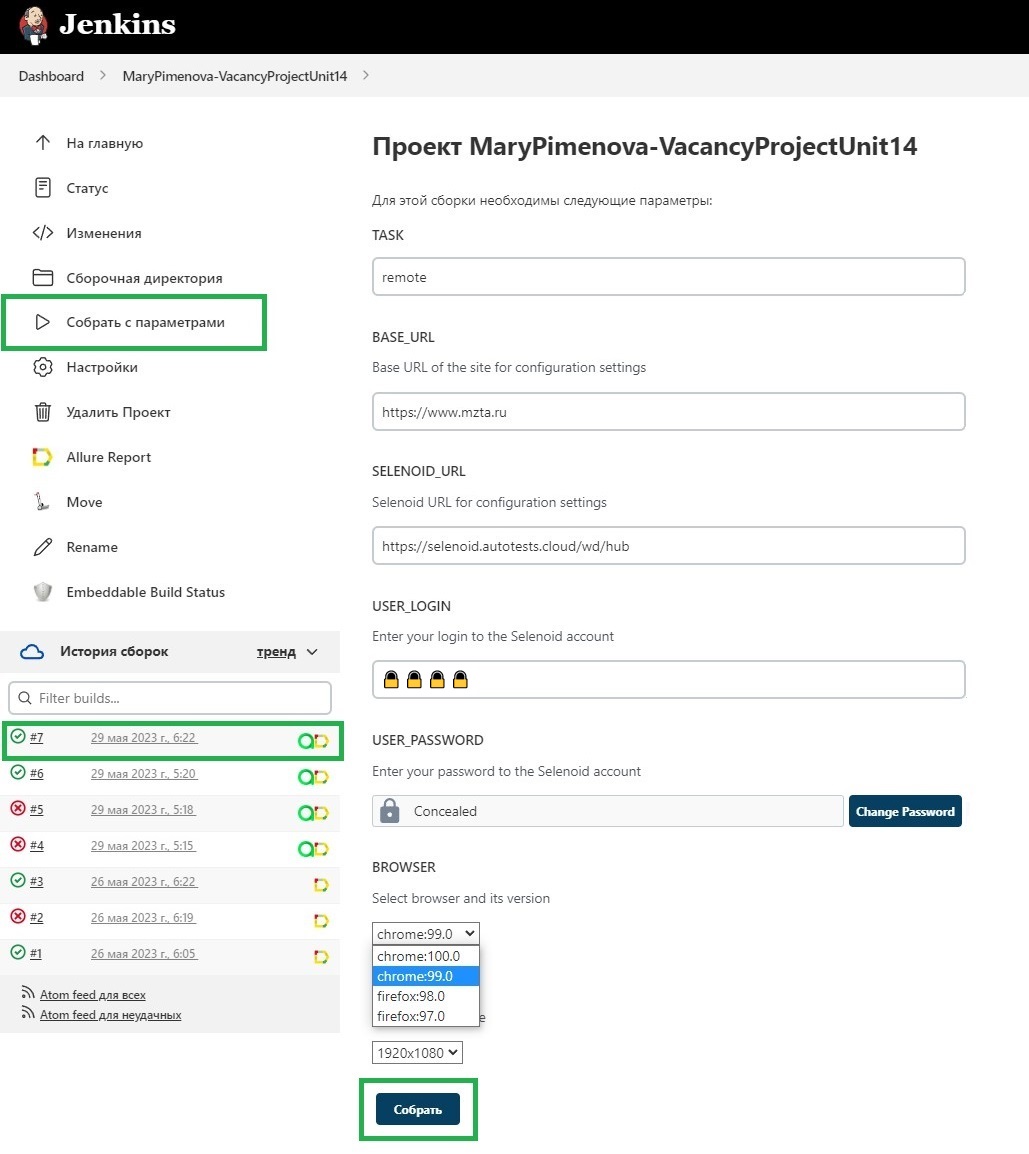 Jenkins
Dashboard
MaryPimenova-VacancyProjectUnit14
На главную
Статус
Изменения
Сборочная директория
Собрать с параметрами
Настройки
Удалить Проект
Allure Report
Move
Rename
Embeddable Build Status
История сборок тренд
Filter builds...
#7 29 мая 2023 г., 6:22
#6 29 мая 2023 г., 5:20
#5 29 мая 2023 г., 5:18
#4 29 мая 2023 г., 5:15
#3 26 мая 2023 г., 6:22
#2 26 мая 2023 г., 6:19
#1 26 мая 2023 г., 6:05
Atom feed для всех
Atom feed для неудачных
Проект MaryPimenova-VacancyProjectUnit14
Для этой сборки необходимы следующие параметры:
TASK
remote
BASE_URL
Base URL of the site for configuration settings
https://www.mzta.ru
SELENOID_URL
Selenoid URL for configuration settings
https://selenoid.autotests.cloud/wd/hub
USER_LOGIN
Enter your login to the Selenoid account
USER_PASSWORD
Enter your password to the Selenoid account
Concealed
Change Password
BROWSER
Select browser and its version
chrome:99.0
chrome:100.0
chrome:99.0
firefox:98.0
firefox:97.0
1920x1080
Собрать